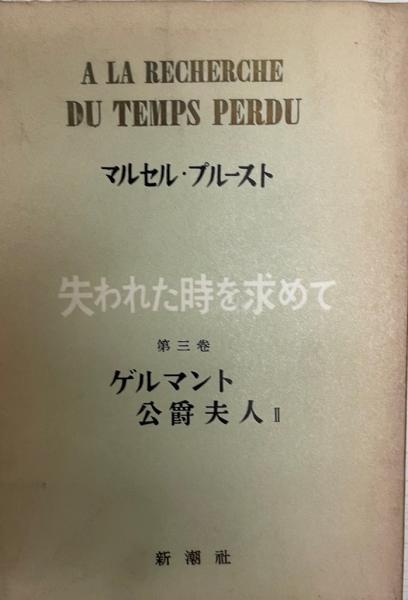 A LA RECHERCHE
DU TEMPS PERDU
マルセル・プルースト
失われた時を求めて
第三巻
ゲルマント
公爵夫人 II
新潮社